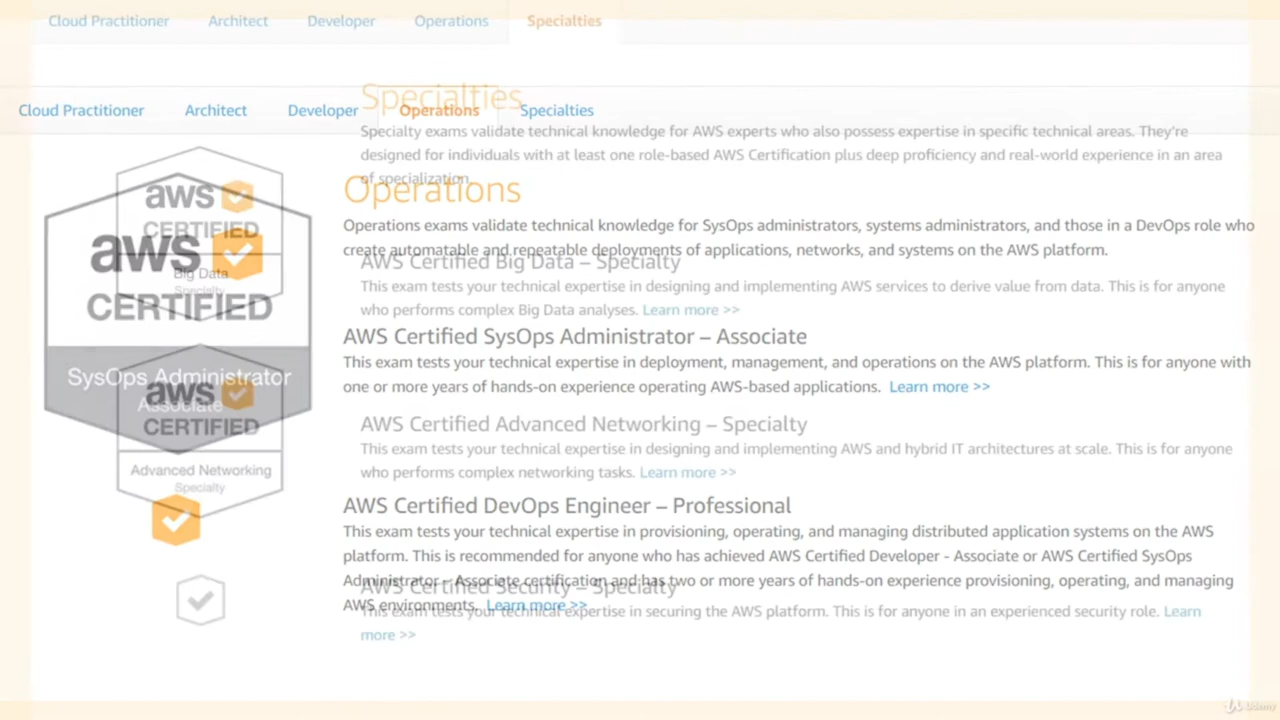 Cloud Practitioner Architect Developer Operations Specialties
Specialties
Cloud Practitioner Architect Developer Operations Specialties
Specialty exams validate technical knowledge for AWS experts who also possess expertise in specific technical areas. They're
designed for individuals with at least one role-based AWS Certification plus deep proficiency and real-world experience in an area
of specialization.
Operations
Operations exams validate technical knowledge for SysOps administrators, systems administrators, and those in a DevOps role who
create automatable and repeatable deployments of applications, networks, and systems on the AWS platform.
AWS Certified Big Data – Specialty
This exam tests your technical expertise in designing and implementing AWS services to derive value from data. This is for anyone
who performs complex Big Data analyses. Learn more >>
AWS Certified SysOps Administrator – Associate
This exam tests your technical expertise in deployment, management, and operations on the AWS platform. This is for anyone with
one or more years of hands-on experience operating AWS-based applications. Learn more >>
AWS Certified Advanced Networking – Specialty
This exam tests your technical expertise in designing and implementing AWS and hybrid IT architectures at scale. This is for anyone
who performs complex networking tasks. Learn more >>
AWS Certified DevOps Engineer – Professional
This exam tests your technical expertise in provisioning, operating, and managing distributed application systems on the AWS
platform. This is recommended for anyone who has achieved AWS Certified Developer - Associate or AWS Certified SysOps
Administrator - Associate certification and has two or more years of hands-on experience provisioning, operating, and managing
AWS environments. Learn more >>
AWS Certified Security – Specialty
This exam tests your technical expertise in securing the AWS platform. This is for anyone in an experienced security role. Learn
more >>
aws
CERTIFIED
Big Data
Specialty
aws
CERTIFIED
SysOps Administrator
Associate
aws
CERTIFIED
Advanced Networking
Specialty
Udemy